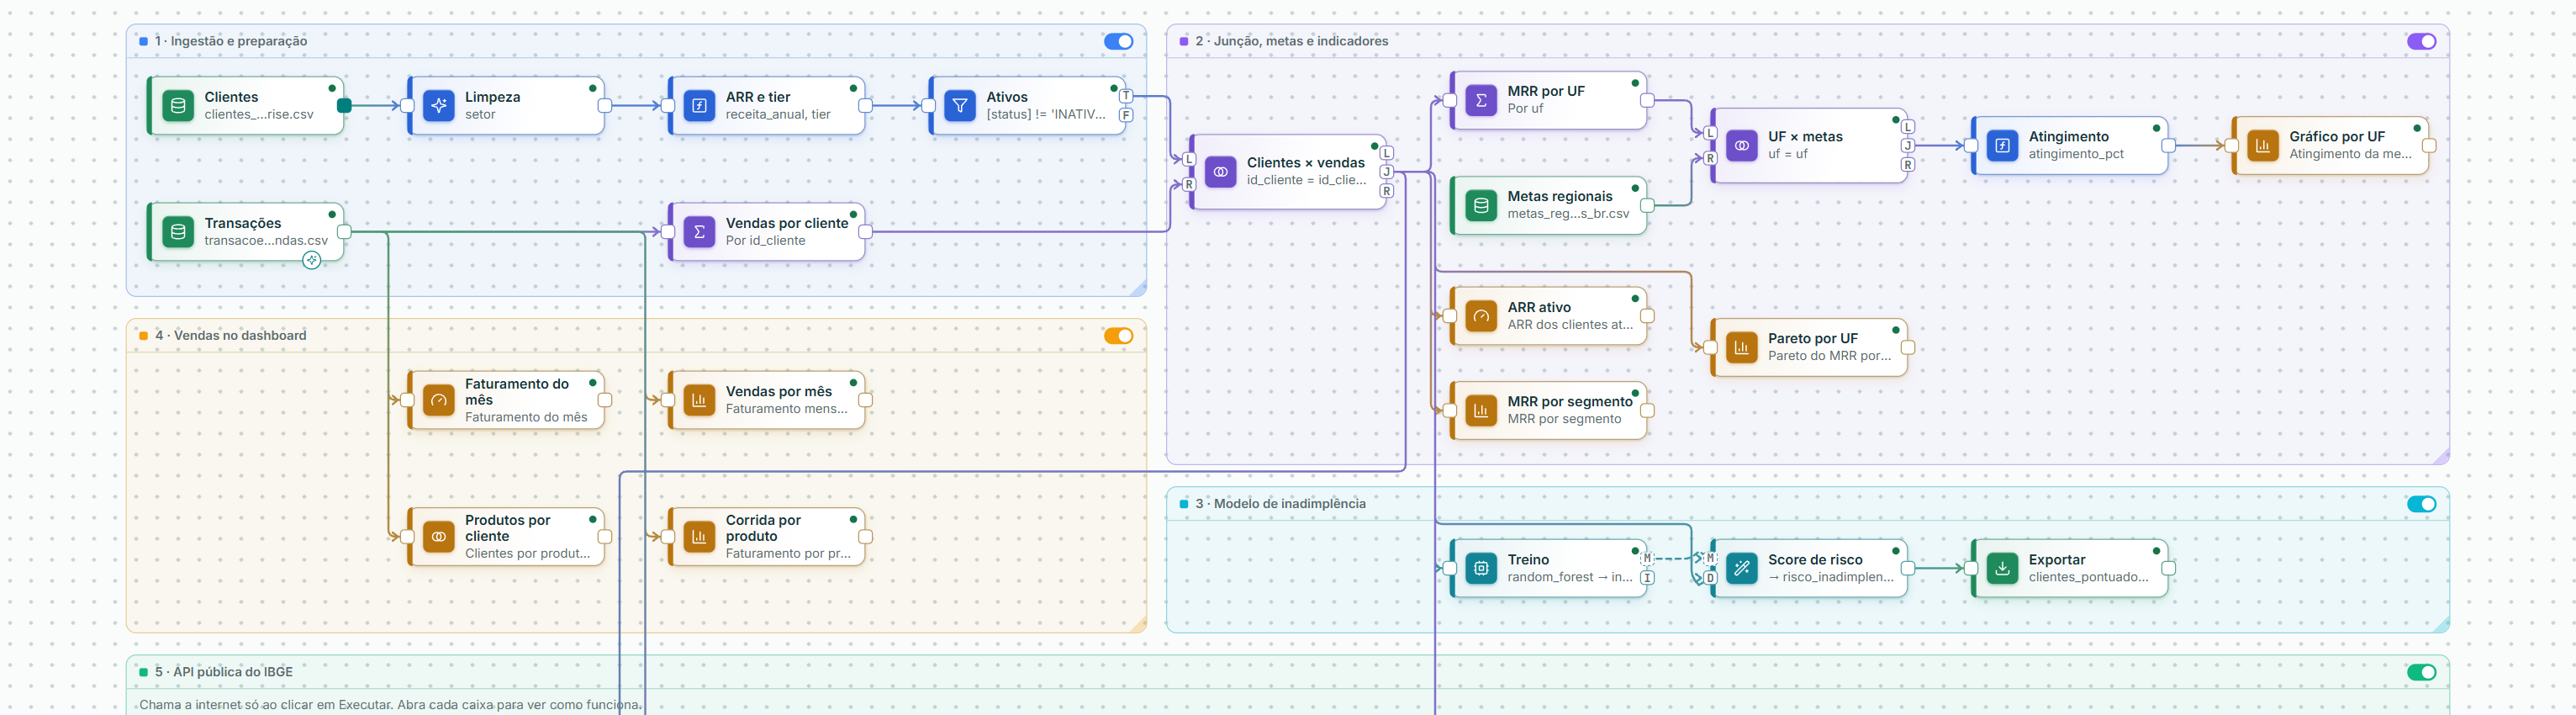 1 · Ingestão e preparação
Clientes
clientes_...rise.csv
Limpeza
setor
ARR e tier
receita_anual, tier
Ativos
[status] != 'INATIV...
T
F
Transações
transacoe...ndas.csv
Vendas por cliente
Por id_cliente
2 · Junção, metas e indicadores
L
R
Clientes × vendas
id_cliente = id_clie...
L
J
R
MRR por UF
Por uf
Metas regionais
metas_reg...s_br.csv
L
R
UF × metas
uf = uf
L
J
R
Atingimento
atingimento_pct
Gráfico por UF
Atingimento da me...
ARR ativo
ARR dos clientes at...
Pareto por UF
Pareto do MRR por...
MRR por segmento
MRR por segmento
4 · Vendas no dashboard
Faturamento do
mês
Faturamento do mês
Vendas por mês
Faturamento mens...
Produtos por
cliente
Clientes por produt...
Corrida por
produto
Faturamento por pr...
3 · Modelo de inadimplência
Treino
random_forest → in...
M
I
M
D
Score de risco
→ risco_inadimplen...
Exportar
clientes_pontuado...
5 · API pública do IBGE
Chama a internet só ao clicar em Executar. Abra cada caixa para ver como funciona.